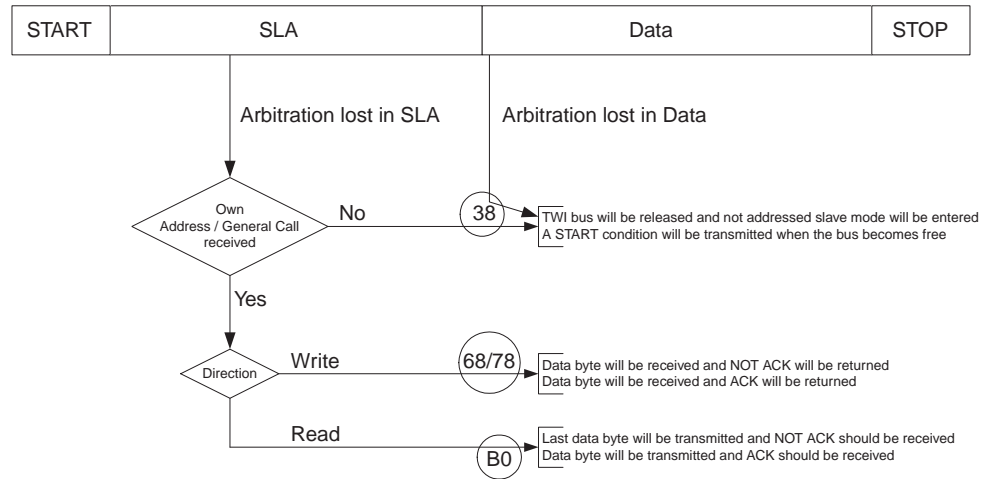 START SLA Data STOP
Arbitration lost in SLA Arbitration lost in Data
Own
Address / General Call
received
No 38 TWI bus will be released and not addressed slave mode will be entered
A START condition will be transmitted when the bus becomes free
Yes
Direction
Write 68/78 Data byte will be received and NOT ACK will be returned
Data byte will be received and ACK will be returned
Read B0 Last data byte will be transmitted and NOT ACK should be received
Data byte will be transmitted and ACK should be received